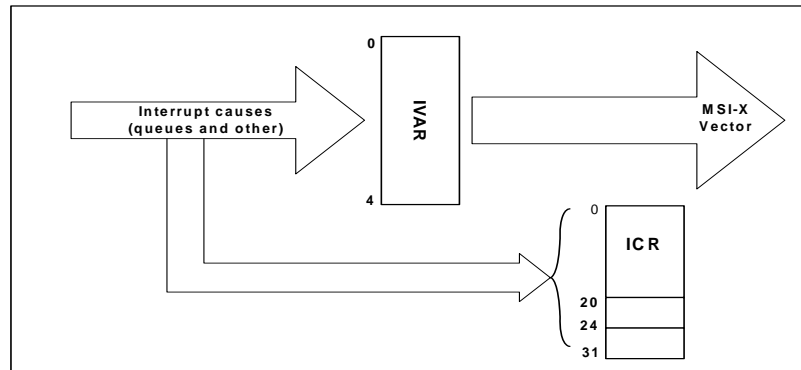 0
Interrupt causes
(queues and other)
IVAR
MSI-X
Vector
4
0
ICR
20
24
31